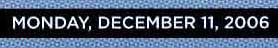 MONDAY, DECEMBER 11, 2006